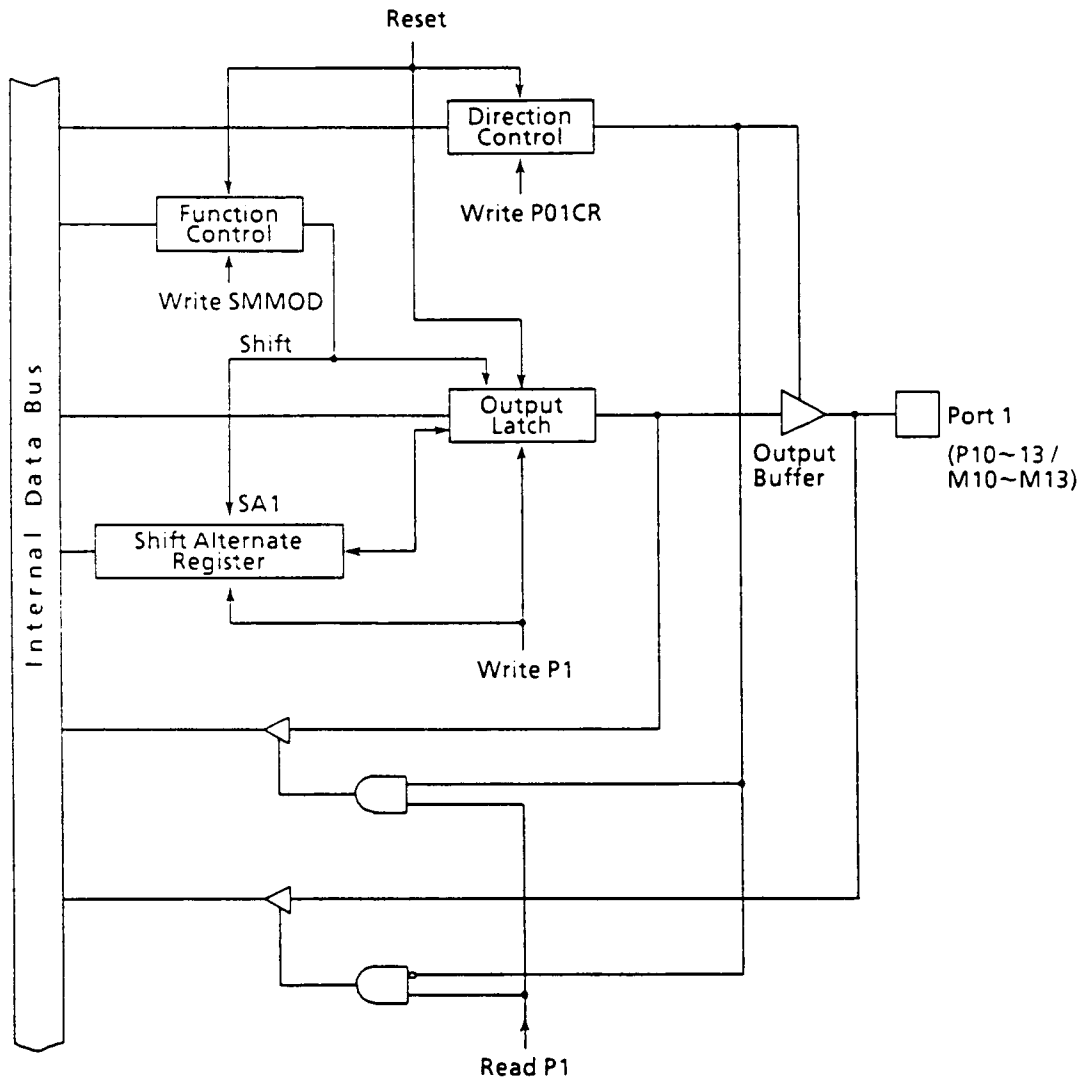 Reset
Direction
Control
Write P01CR
Function
Control
Write SMMOD
Shift
Output
Latch
Output
Buffer
Port 1
(P10~13 /
M10~M13)
SA1
Shift Alternate
Register
Write P1
Internal Data Bus
Read P1